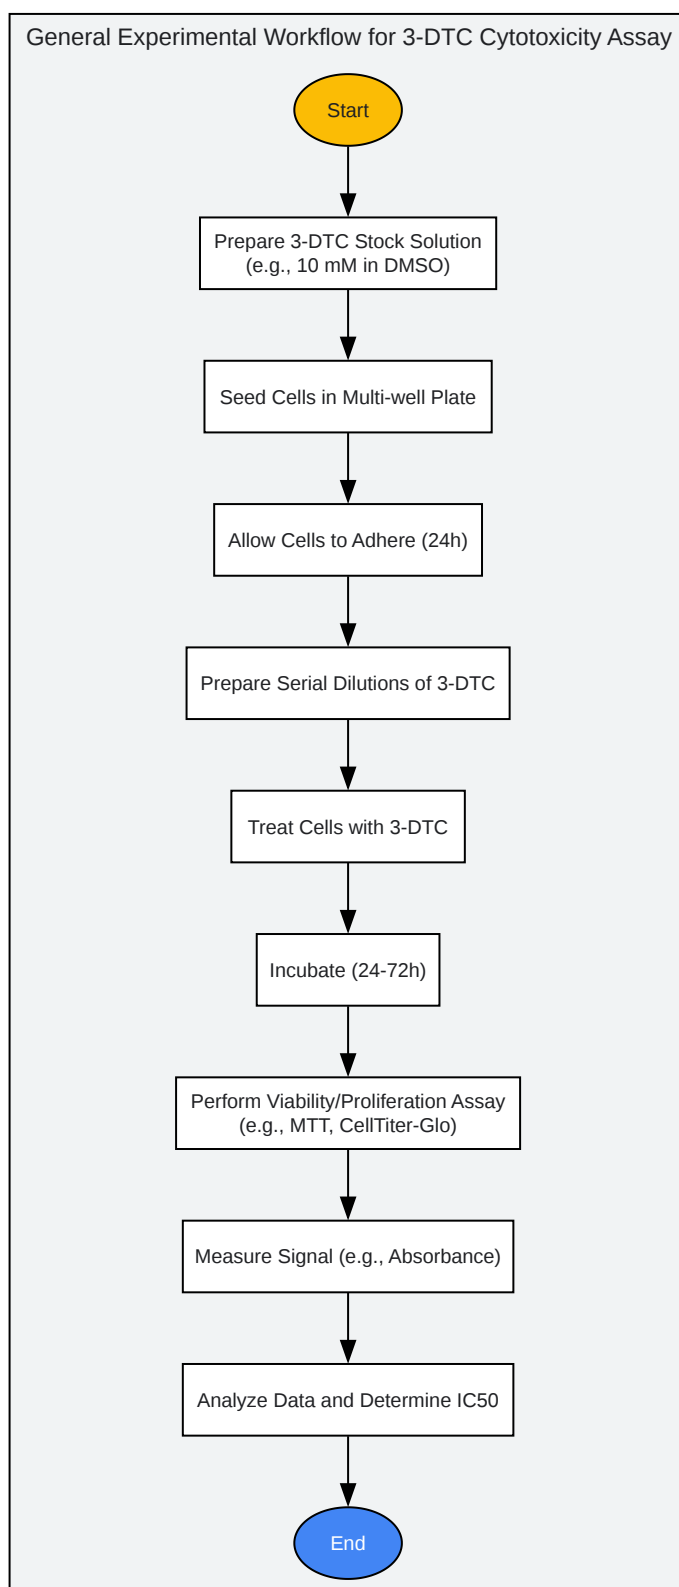 General Experimental Workflow for 3-DTC Cytotoxicity Assay
Start
Prepare 3-DTC Stock Solution
(e.g., 10 mM in DMSO)
Seed Cells in Multi-well Plate
Allow Cells to Adhere (24h)
Prepare Serial Dilutions of 3-DTC
Treat Cells with 3-DTC
Incubate (24-72h)
Perform Viability/Proliferation Assay
(e.g., MTT, CellTiter-Glo)
Measure Signal (e.g., Absorbance)
Analyze Data and Determine IC50
End